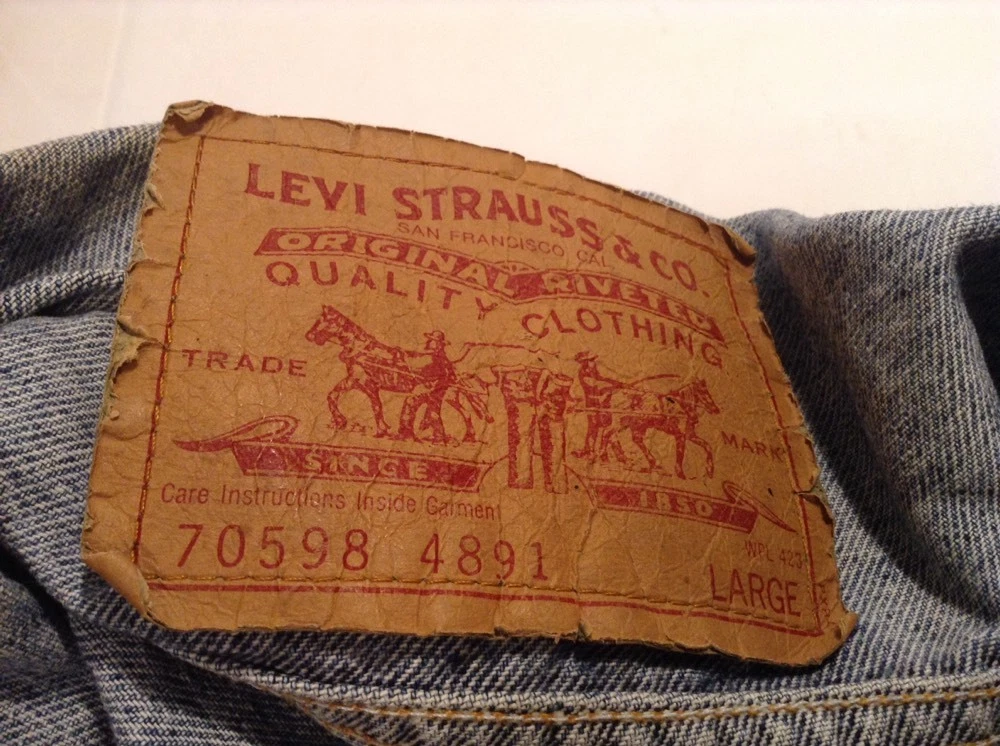 LEVI STRAUSS & CO.
SAN FRANCISCO, CAL.
ORIGINAL RIVETED
QUALITY CLOTHING
TRADE MARK
SINCE 1850
Care Instructions Inside Garment
WPL 423
70598 4891 LARGE